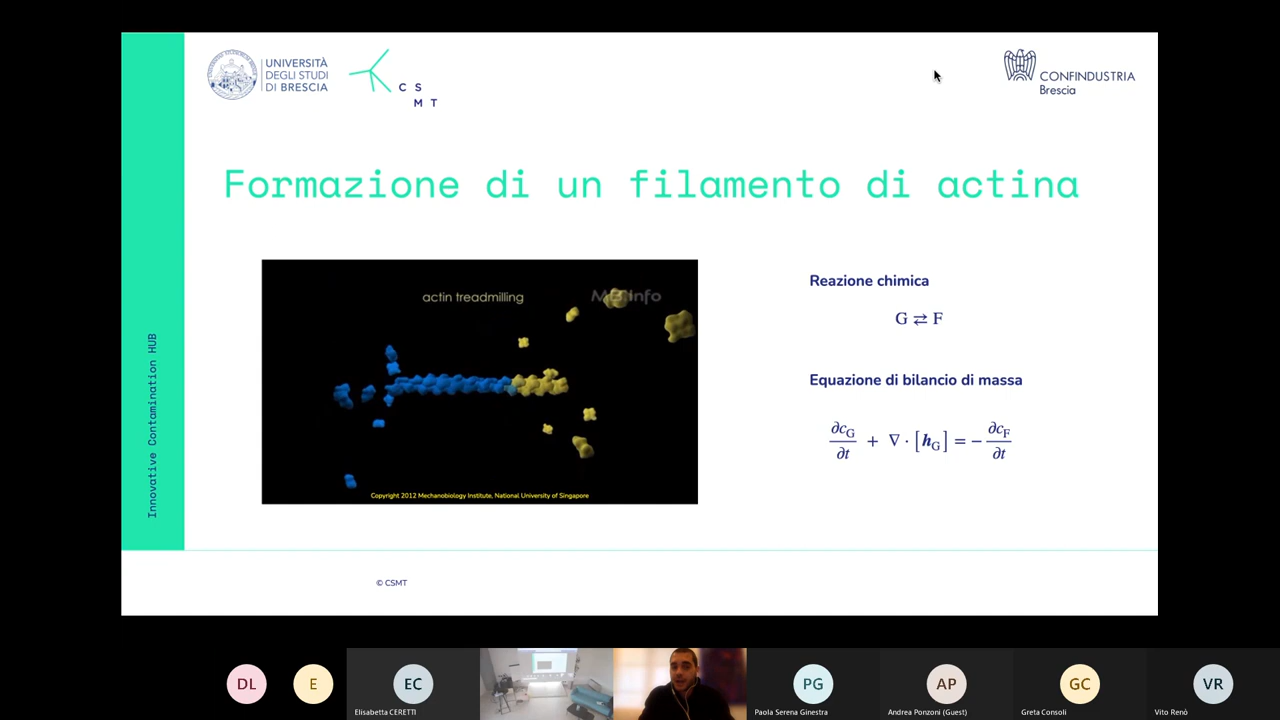 UNIVERSITÀ
DEGLI STUDI
DI BRESCIA
C S
M T
CONFINDUSTRIA
Brescia
Formazione di un filamento di actina
Innovative Contamination HUB
actin treadmilling
Copyright 2012 Mechanobiology Institute, National University of Singapore
Reazione chimica
G ⇄ F
Equazione di bilancio di massa
∂c_G/∂t + ∇ · [h_G] = − ∂c_F/∂t
© CSMT
DL
E
EC
Elisabetta CERETTI
PG
Paola Serena Ginestra
AP
Andrea Ponzoni (Guest)
GC
Greta Consoli
VR
Vito Renò